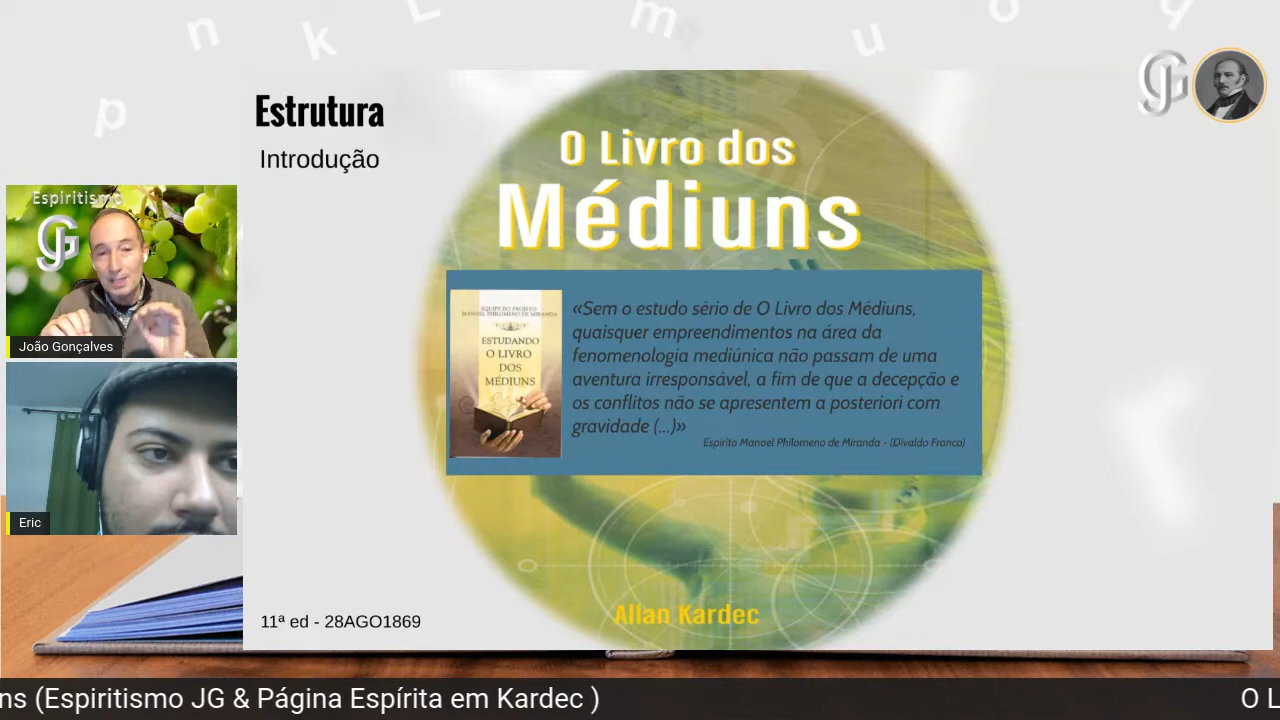 n
k
L
m
u
o
q
p
JG
Estrutura
Introdução
O Livro dos
Médiuns
Espiritismo
JG
João Gonçalves
Eric
EQUIPE DO PROJETO
MANOEL PHILOMENO DE MIRANDA
ESTUDANDO
O LIVRO
DOS
MÉDIUNS
«Sem o estudo sério de O Livro dos Médiuns,
quaisquer empreendimentos na área da
fenomenologia mediúnica não passam de uma
aventura irresponsável, a fim de que a decepção e
os conflitos não se apresentem a posteriori com
gravidade (...)»
Espírito Manoel Philomeno de Miranda - (Divaldo Franco)
Allan Kardec
11ª ed - 28AGO1869
ns (Espiritismo JG & Página Espírita em Kardec )
O L